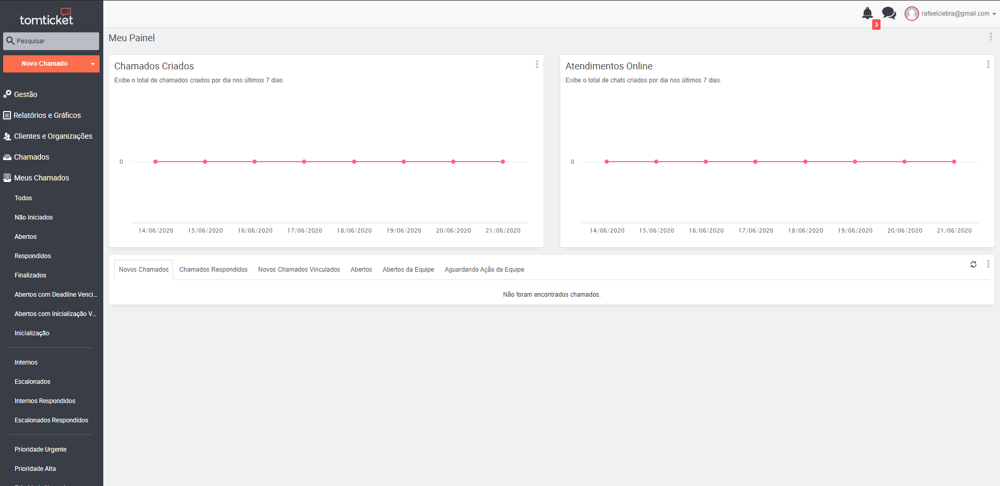 tomticket
Pesquisar
Novo Chamado
Gestão
Relatórios e Gráficos
Clientes e Organizações
Chamados
Meus Chamados
Todos
Não Iniciados
Abertos
Respondidos
Finalizados
Abertos com Deadline Venci...
Abertos com Inicialização V...
Inicialização
Internos
Escalonados
Internos Respondidos
Escalonados Respondidos
Prioridade Urgente
Prioridade Alta
3
rafaelciebra@gmail.com
Meu Painel
Chamados Criados
Exibe o total de chamados criados por dia nos últimos 7 dias.
0
14/06/2020 15/06/2020 16/06/2020 17/06/2020 18/06/2020 19/06/2020 20/06/2020 21/06/2020
Atendimentos Online
Exibe o total de chats criados por dia nos últimos 7 dias.
0
14/06/2020 15/06/2020 16/06/2020 17/06/2020 18/06/2020 19/06/2020 20/06/2020 21/06/2020
Novos Chamados Chamados Respondidos Novos Chamados Vinculados Abertos Abertos da Equipe Aguardando Ação da Equipe
Não foram encontrados chamados.